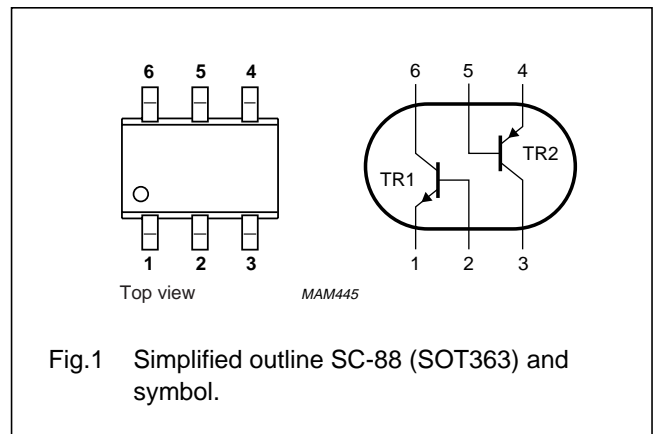 6 5 4
1 2 3
Top view
6 5 4
TR1
TR2
1 2 3
MAM445
Fig.1 Simplified outline SC-88 (SOT363) and
symbol.